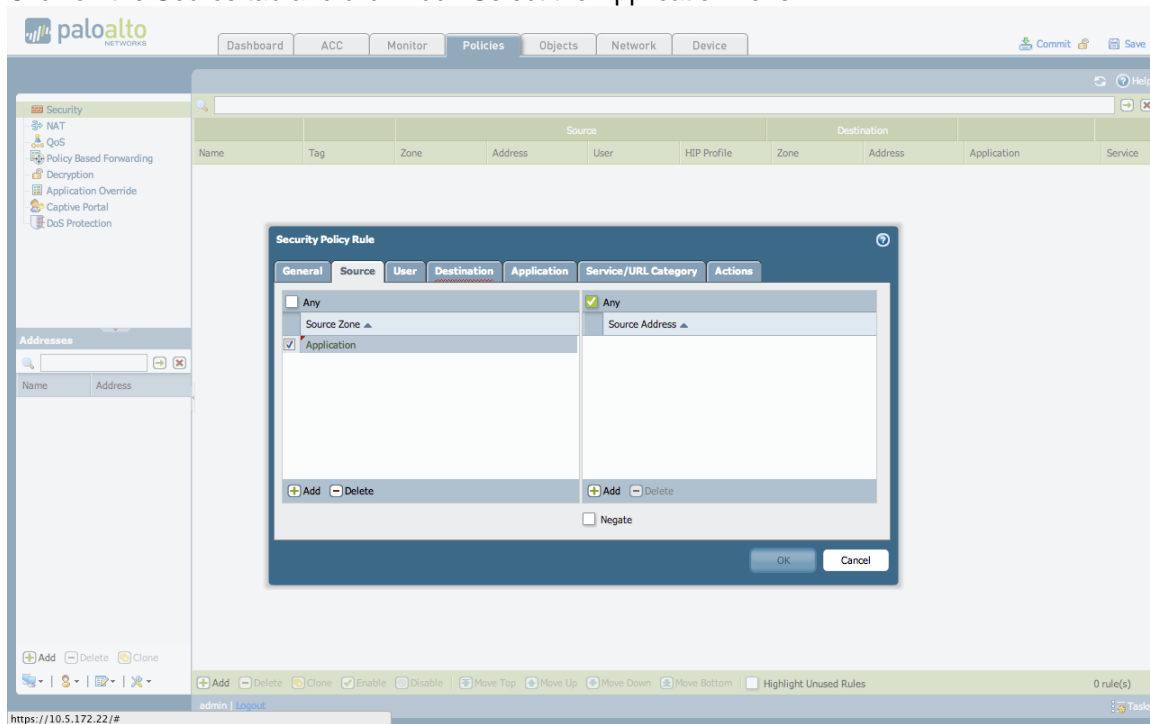 paloalto
NETWORKS
Dashboard ACC Monitor Policies Objects Network Device Commit Save
Help
Security
NAT
QoS
Policy Based Forwarding
Decryption
Application Override
Captive Portal
DoS Protection
Source Destination
Name Tag Zone Address User HIP Profile Zone Address Application Service
Security Policy Rule
General Source User Destination Application Service/URL Category Actions
Any Any
Source Zone Source Address
Application
Add Delete Add Delete
Negate
OK Cancel
Addresses
Name Address
Add Delete Clone
Add Delete Clone Enable Disable Move Top Move Up Move Down Move Bottom Highlight Unused Rules 0 rule(s)
admin | Logout Tasks
https://10.5.172.22/#